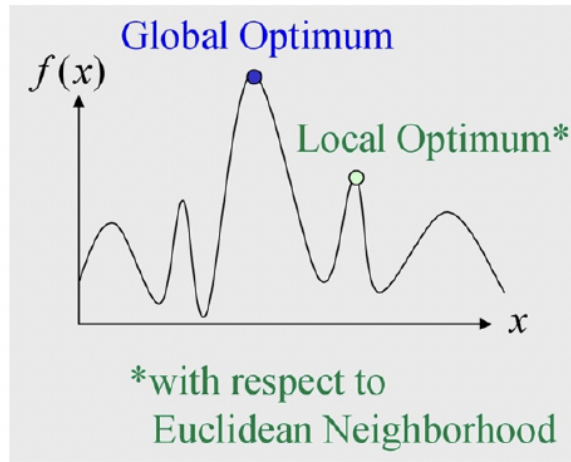 Global Optimum
f(x)
Local Optimum*
x
*with respect to
Euclidean Neighborhood